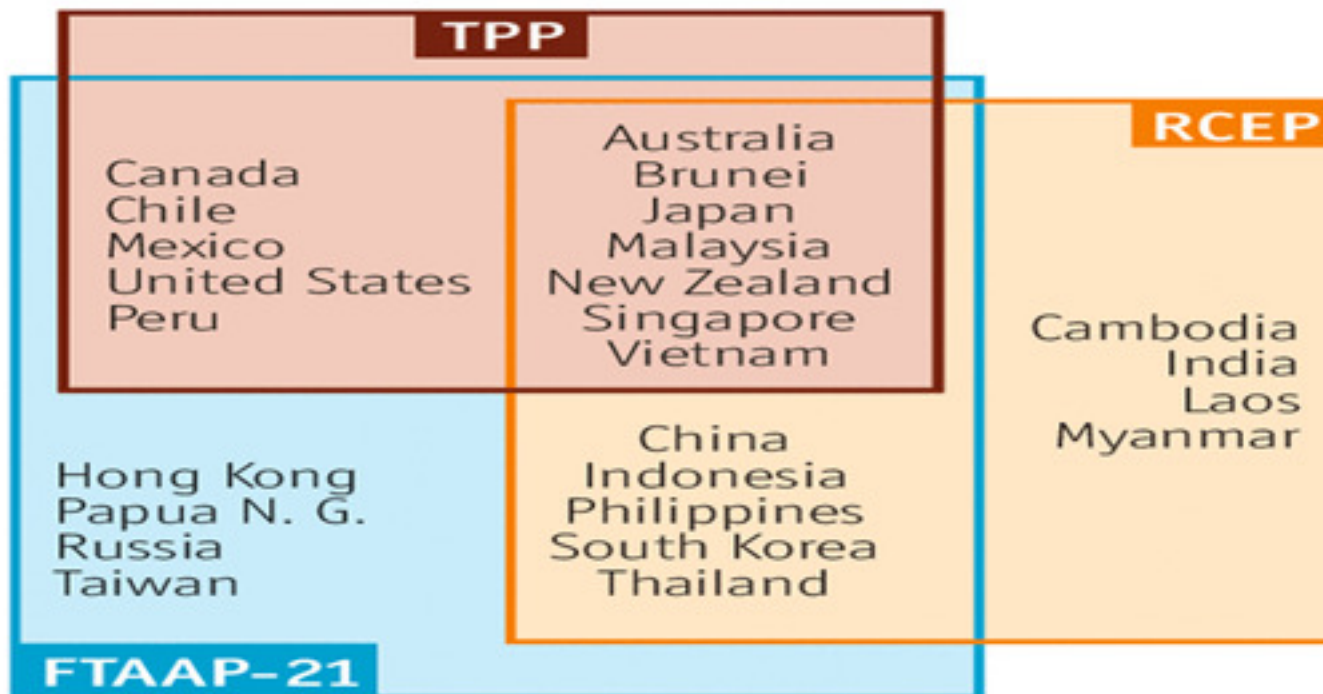 TPP
RCEP
Canada
Chile
Mexico
United States
Peru
Australia
Brunei
Japan
Malaysia
New Zealand
Singapore
Vietnam
Cambodia
India
Laos
Myanmar
Hong Kong
Papua N. G.
Russia
Taiwan
China
Indonesia
Philippines
South Korea
Thailand
FTAAP-21